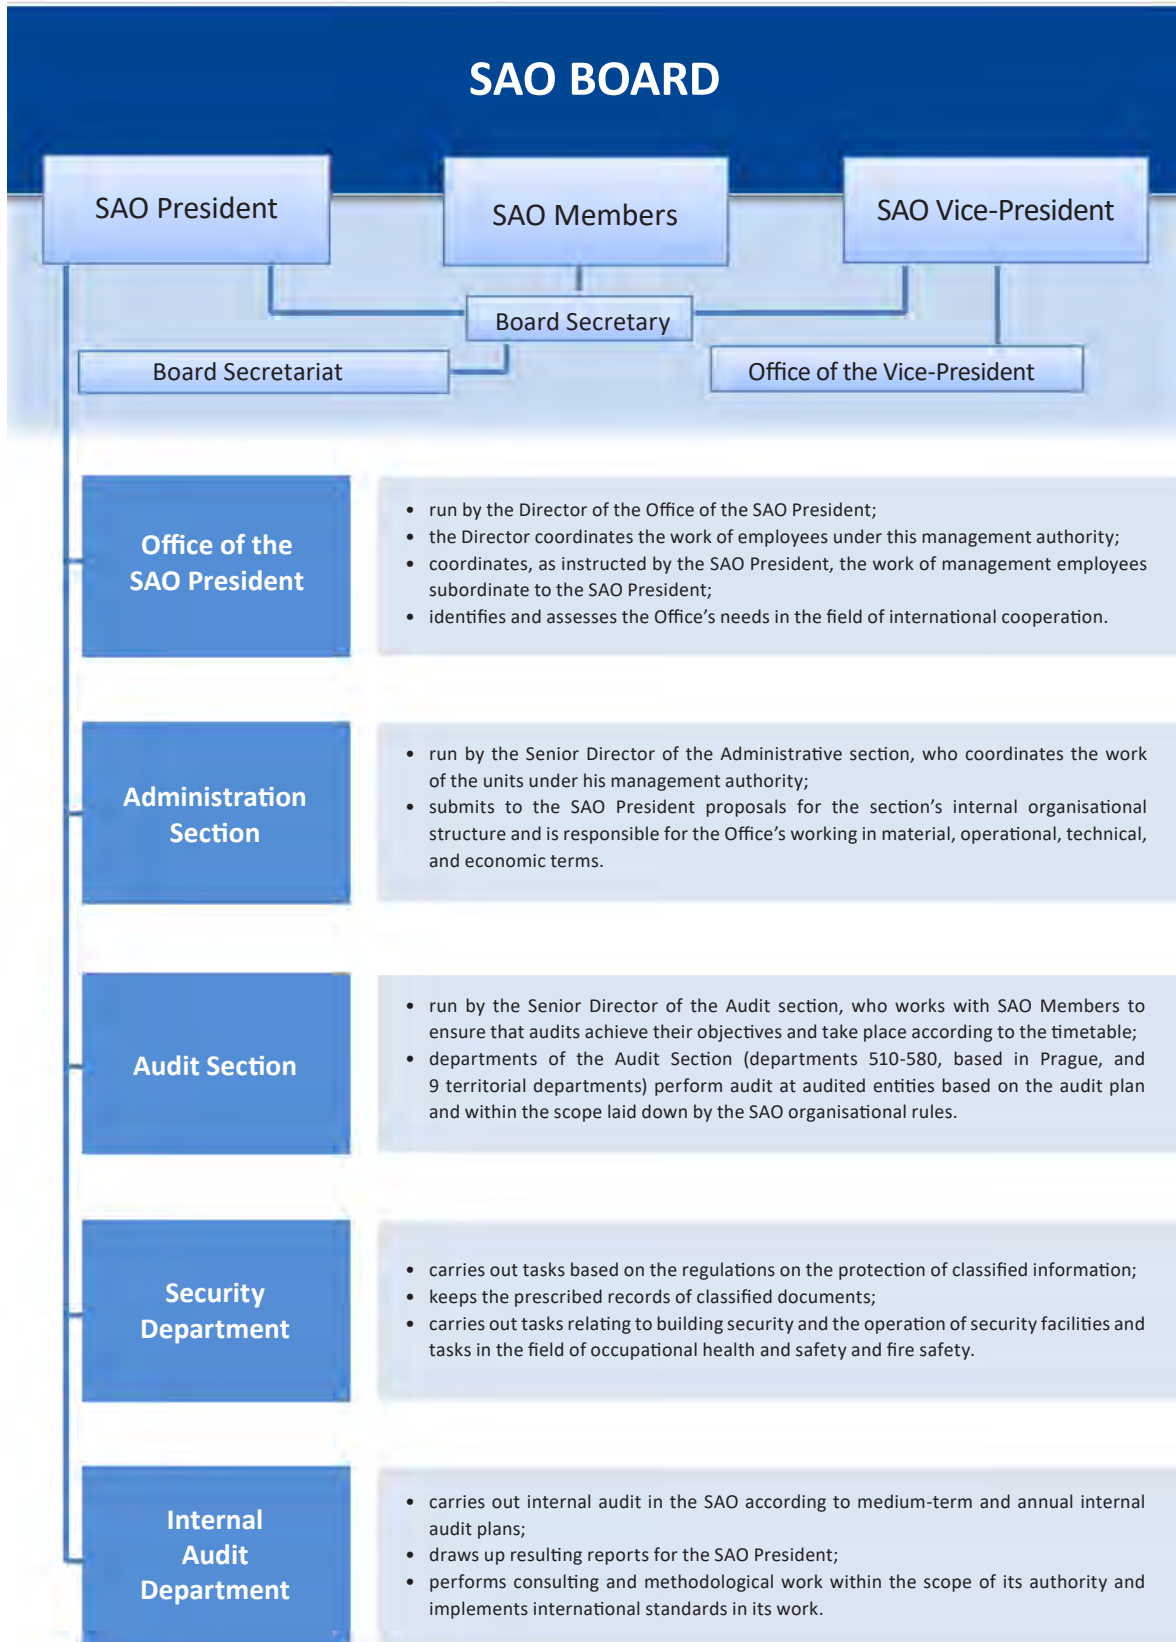 SAO BOARD
SAO President
SAO Members
SAO Vice-President
Board Secretary
Board Secretariat
Office of the Vice-President
Office of the
SAO President
• run by the Director of the Office of the SAO President;
• the Director coordinates the work of employees under this management authority;
• coordinates, as instructed by the SAO President, the work of management employees
subordinate to the SAO President;
• identifies and assesses the Office's needs in the field of international cooperation.
Administration
Section
• run by the Senior Director of the Administrative section, who coordinates the work
of the units under his management authority;
• submits to the SAO President proposals for the section's internal organisational
structure and is responsible for the Office's working in material, operational, technical,
and economic terms.
Audit Section
• run by the Senior Director of the Audit section, who works with SAO Members to
ensure that audits achieve their objectives and take place according to the timetable;
• departments of the Audit Section (departments 510-580, based in Prague, and
9 territorial departments) perform audit at audited entities based on the audit plan
and within the scope laid down by the SAO organisational rules.
Security
Department
• carries out tasks based on the regulations on the protection of classified information;
• keeps the prescribed records of classified documents;
• carries out tasks relating to building security and the operation of security facilities and
tasks in the field of occupational health and safety and fire safety.
Internal
Audit
Department
• carries out internal audit in the SAO according to medium-term and annual internal
audit plans;
• draws up resulting reports for the SAO President;
• performs consulting and methodological work within the scope of its authority and
implements international standards in its work.